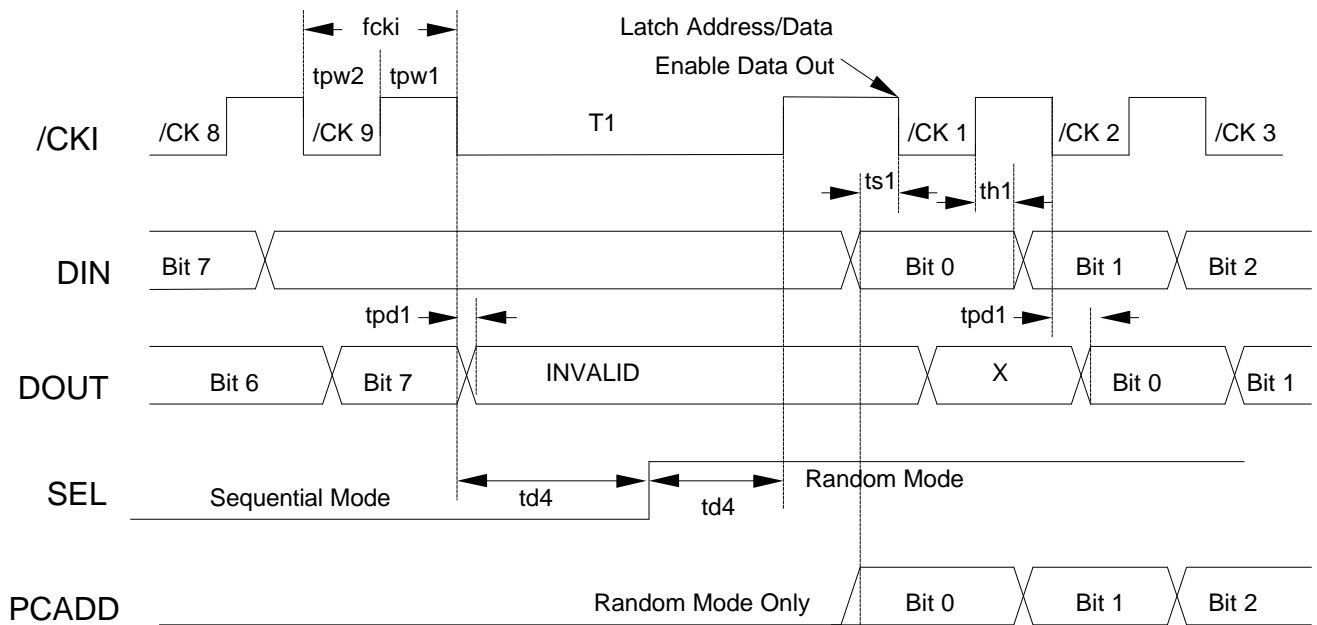 fcki
Latch Address/Data
Enable Data Out
tpw2 tpw1
/CKI
/CK 8 /CK 9 T1 /CK 1 /CK 2 /CK 3
ts1 th1
DIN
Bit 7 Bit 0 Bit 1 Bit 2
tpd1 tpd1
DOUT
Bit 6 Bit 7 INVALID X Bit 0 Bit 1
SEL
Sequential Mode td4 td4 Random Mode
PCADD
Random Mode Only Bit 0 Bit 1 Bit 2